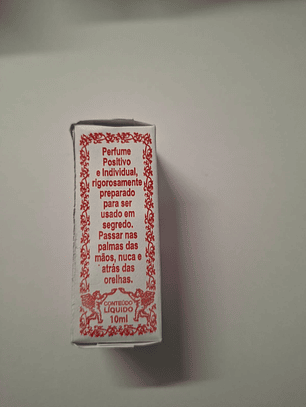 Perfume
Positivo
e Individual,
rigorosamente
preparado
para ser
usado em
segredo.
Passar nas
palmas das
mãos, nuca e
atrás das
orelhas.
CONTEÚDO
LÍQUIDO
10ml